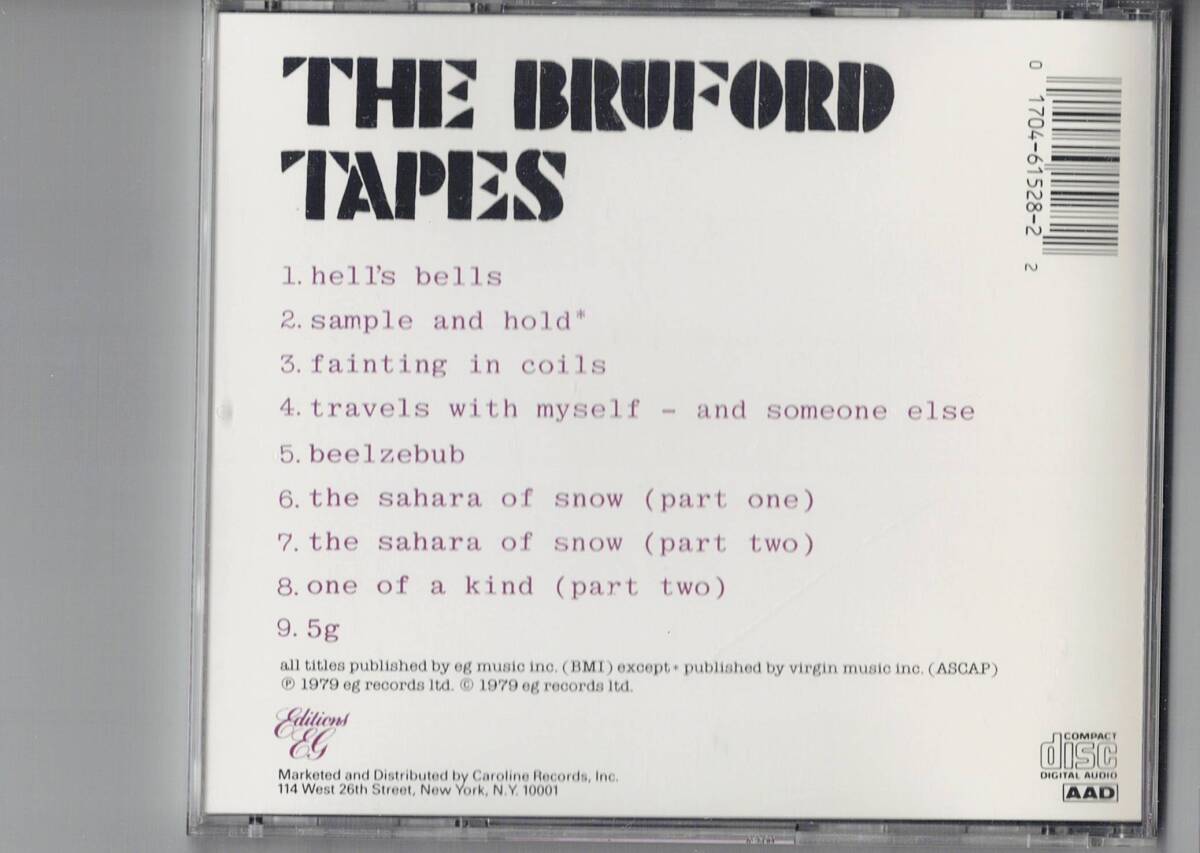 THE BRUFORD
TAPES
1. hell's bells
2. sample and hold*
3. fainting in coils
4. travels with myself - and someone else
5. beelzebub
6. the sahara of snow (part one)
7. the sahara of snow (part two)
8. one of a kind (part two)
9. 5g
all titles published by eg music inc. (BMI) except * published by virgin music inc. (ASCAP)
℗ 1979 eg records ltd. © 1979 eg records ltd.
Editions
EG
Marketed and Distributed by Caroline Records, Inc.
114 West 26th Street, New York, N.Y. 10001
0 1704-61528-2 2
COMPACT
disc
DIGITAL AUDIO
AAD